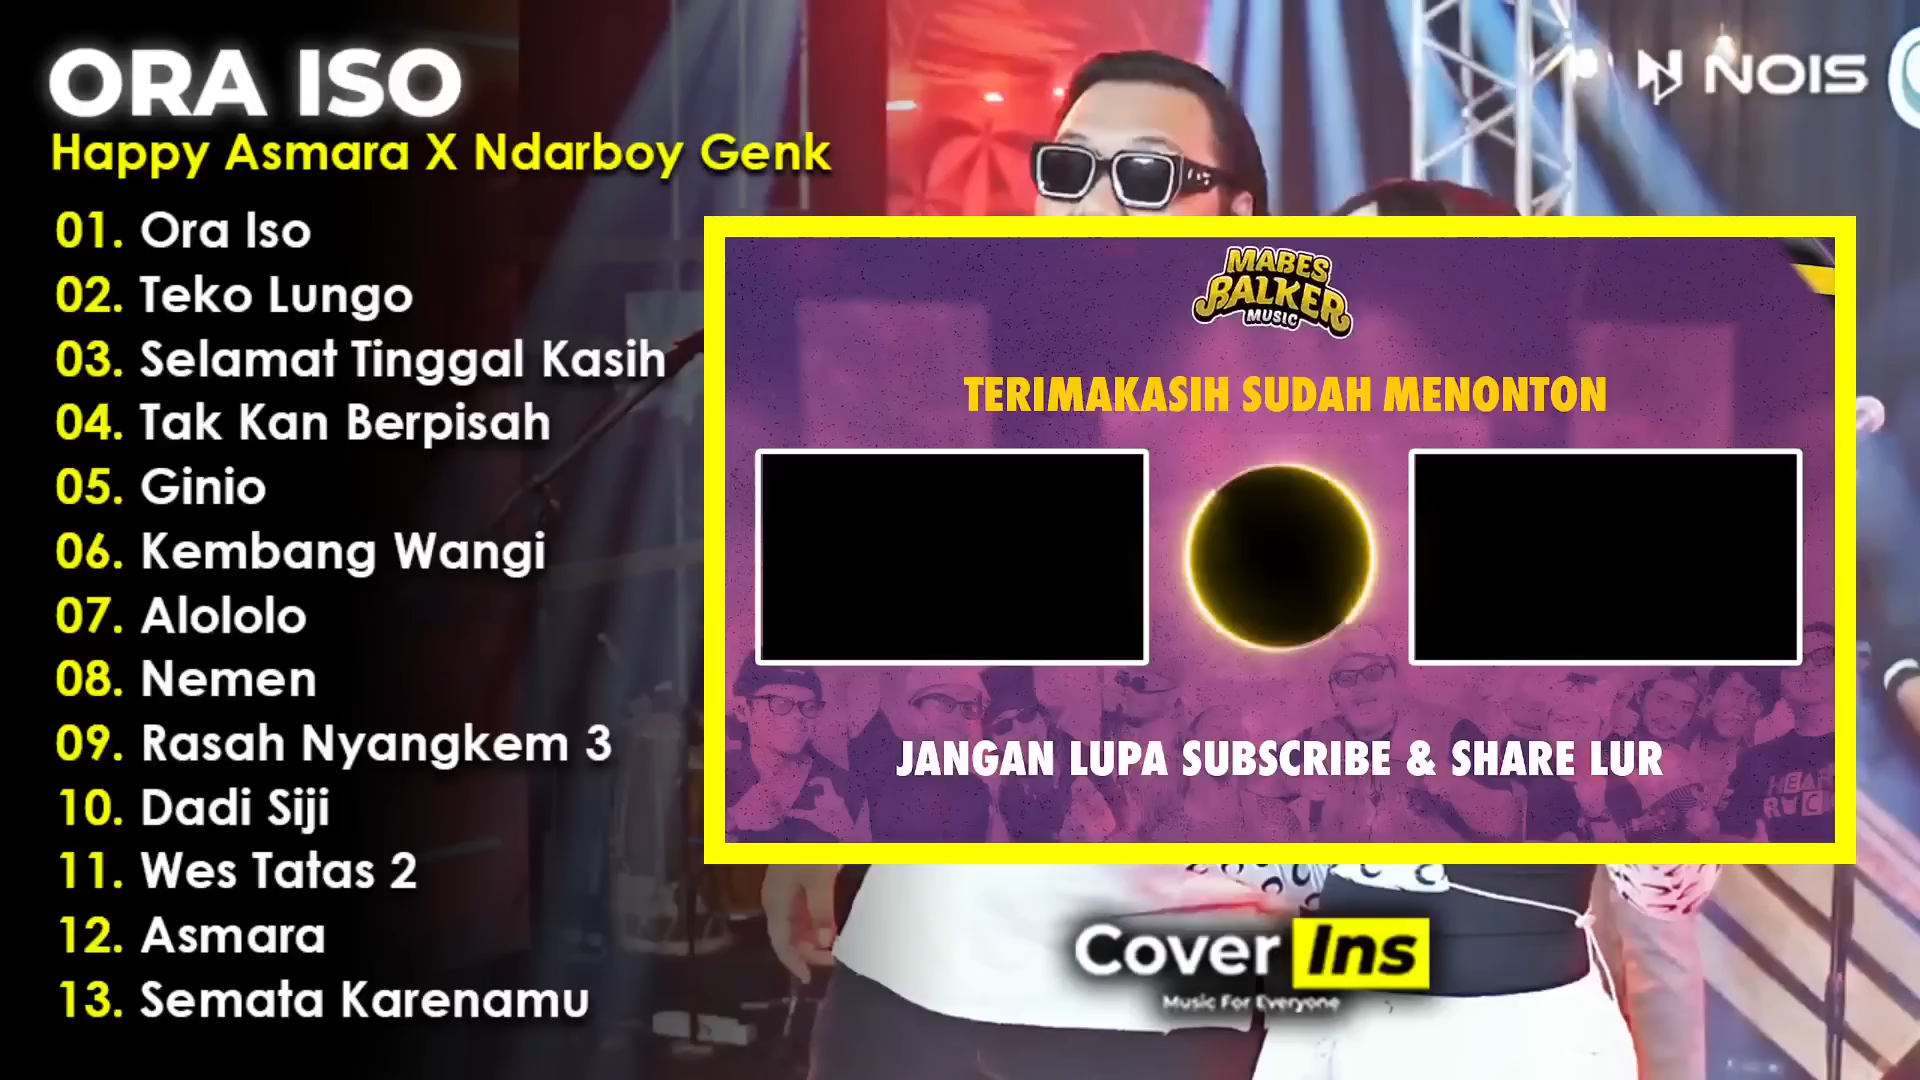 ORA ISO
Happy Asmara X Ndarboy Genk
01. Ora Iso
02. Teko Lungo
03. Selamat Tinggal Kasih
04. Tak Kan Berpisah
05. Ginio
06. Kembang Wangi
07. Alololo
08. Nemen
09. Rasah Nyangkem 3
10. Dadi Siji
11. Wes Tatas 2
12. Asmara
13. Semata Karenamu
NOIS
MABES
BALKER
MUSIC
TERIMAKASIH SUDAH MENONTON
JANGAN LUPA SUBSCRIBE & SHARE LUR
Cover Ins
Music For Everyone